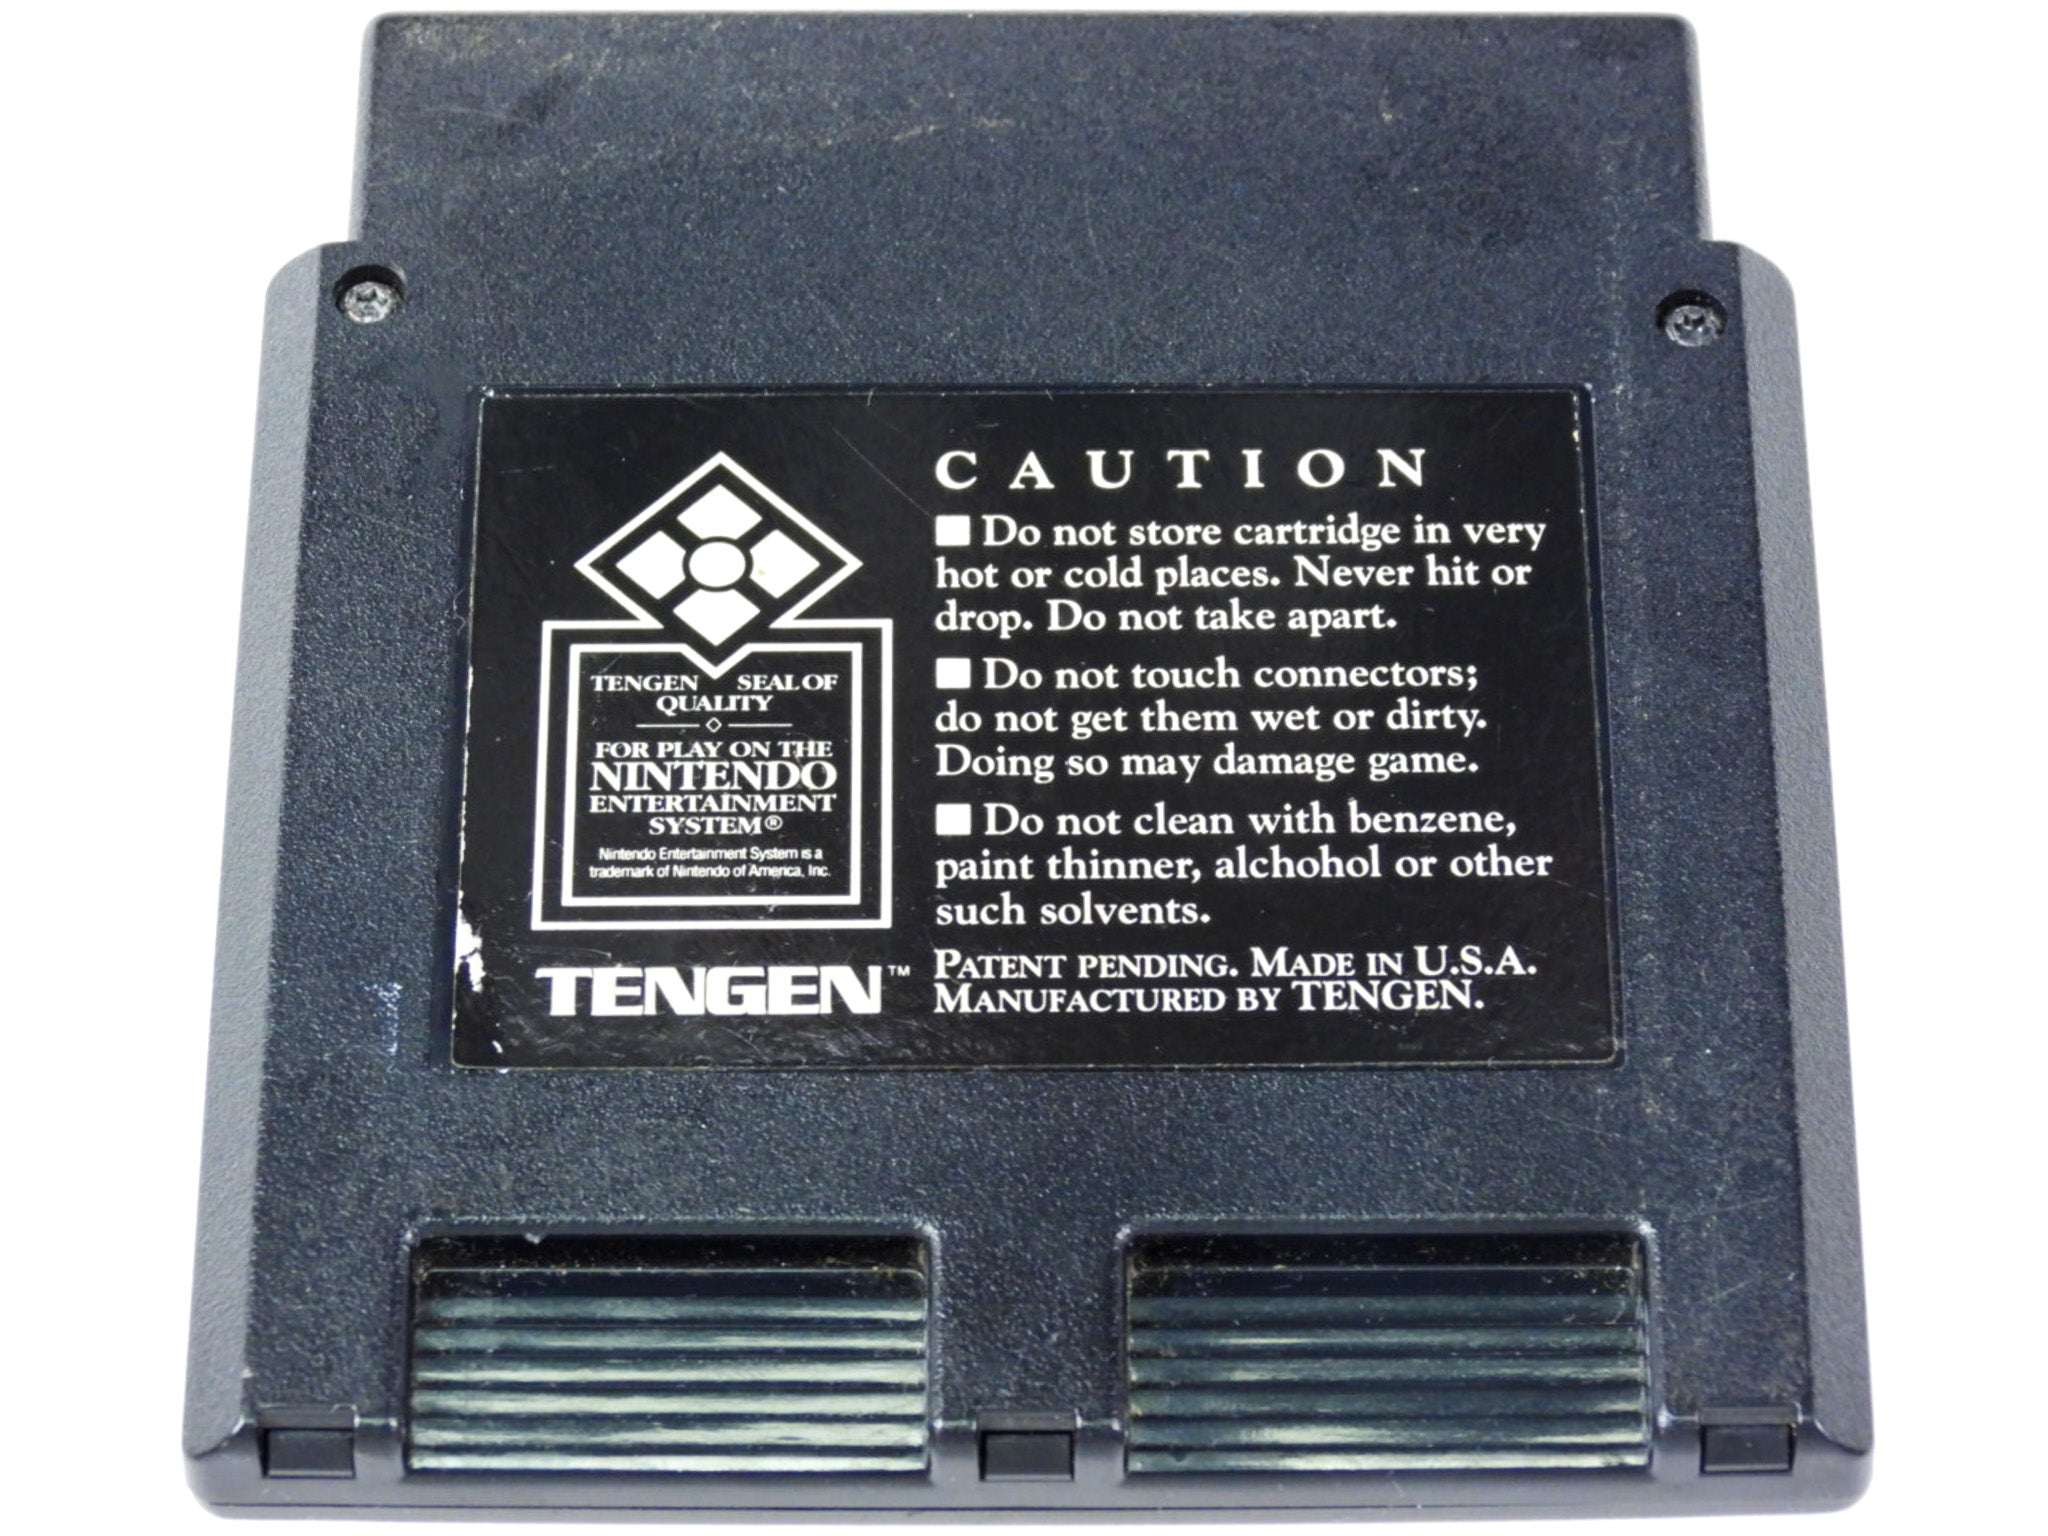 TENGEN SEAL OF
QUALITY
FOR PLAY ON THE
NINTENDO
ENTERTAINMENT
SYSTEM®
Nintendo Entertainment System is a
trademark of Nintendo of America, Inc.
TENGEN™
CAUTION
■ Do not store cartridge in very
hot or cold places. Never hit or
drop. Do not take apart.
■ Do not touch connectors;
do not get them wet or dirty.
Doing so may damage game.
■ Do not clean with benzene,
paint thinner, alchohol or other
such solvents.
PATENT PENDING. MADE IN U.S.A.
MANUFACTURED BY TENGEN.